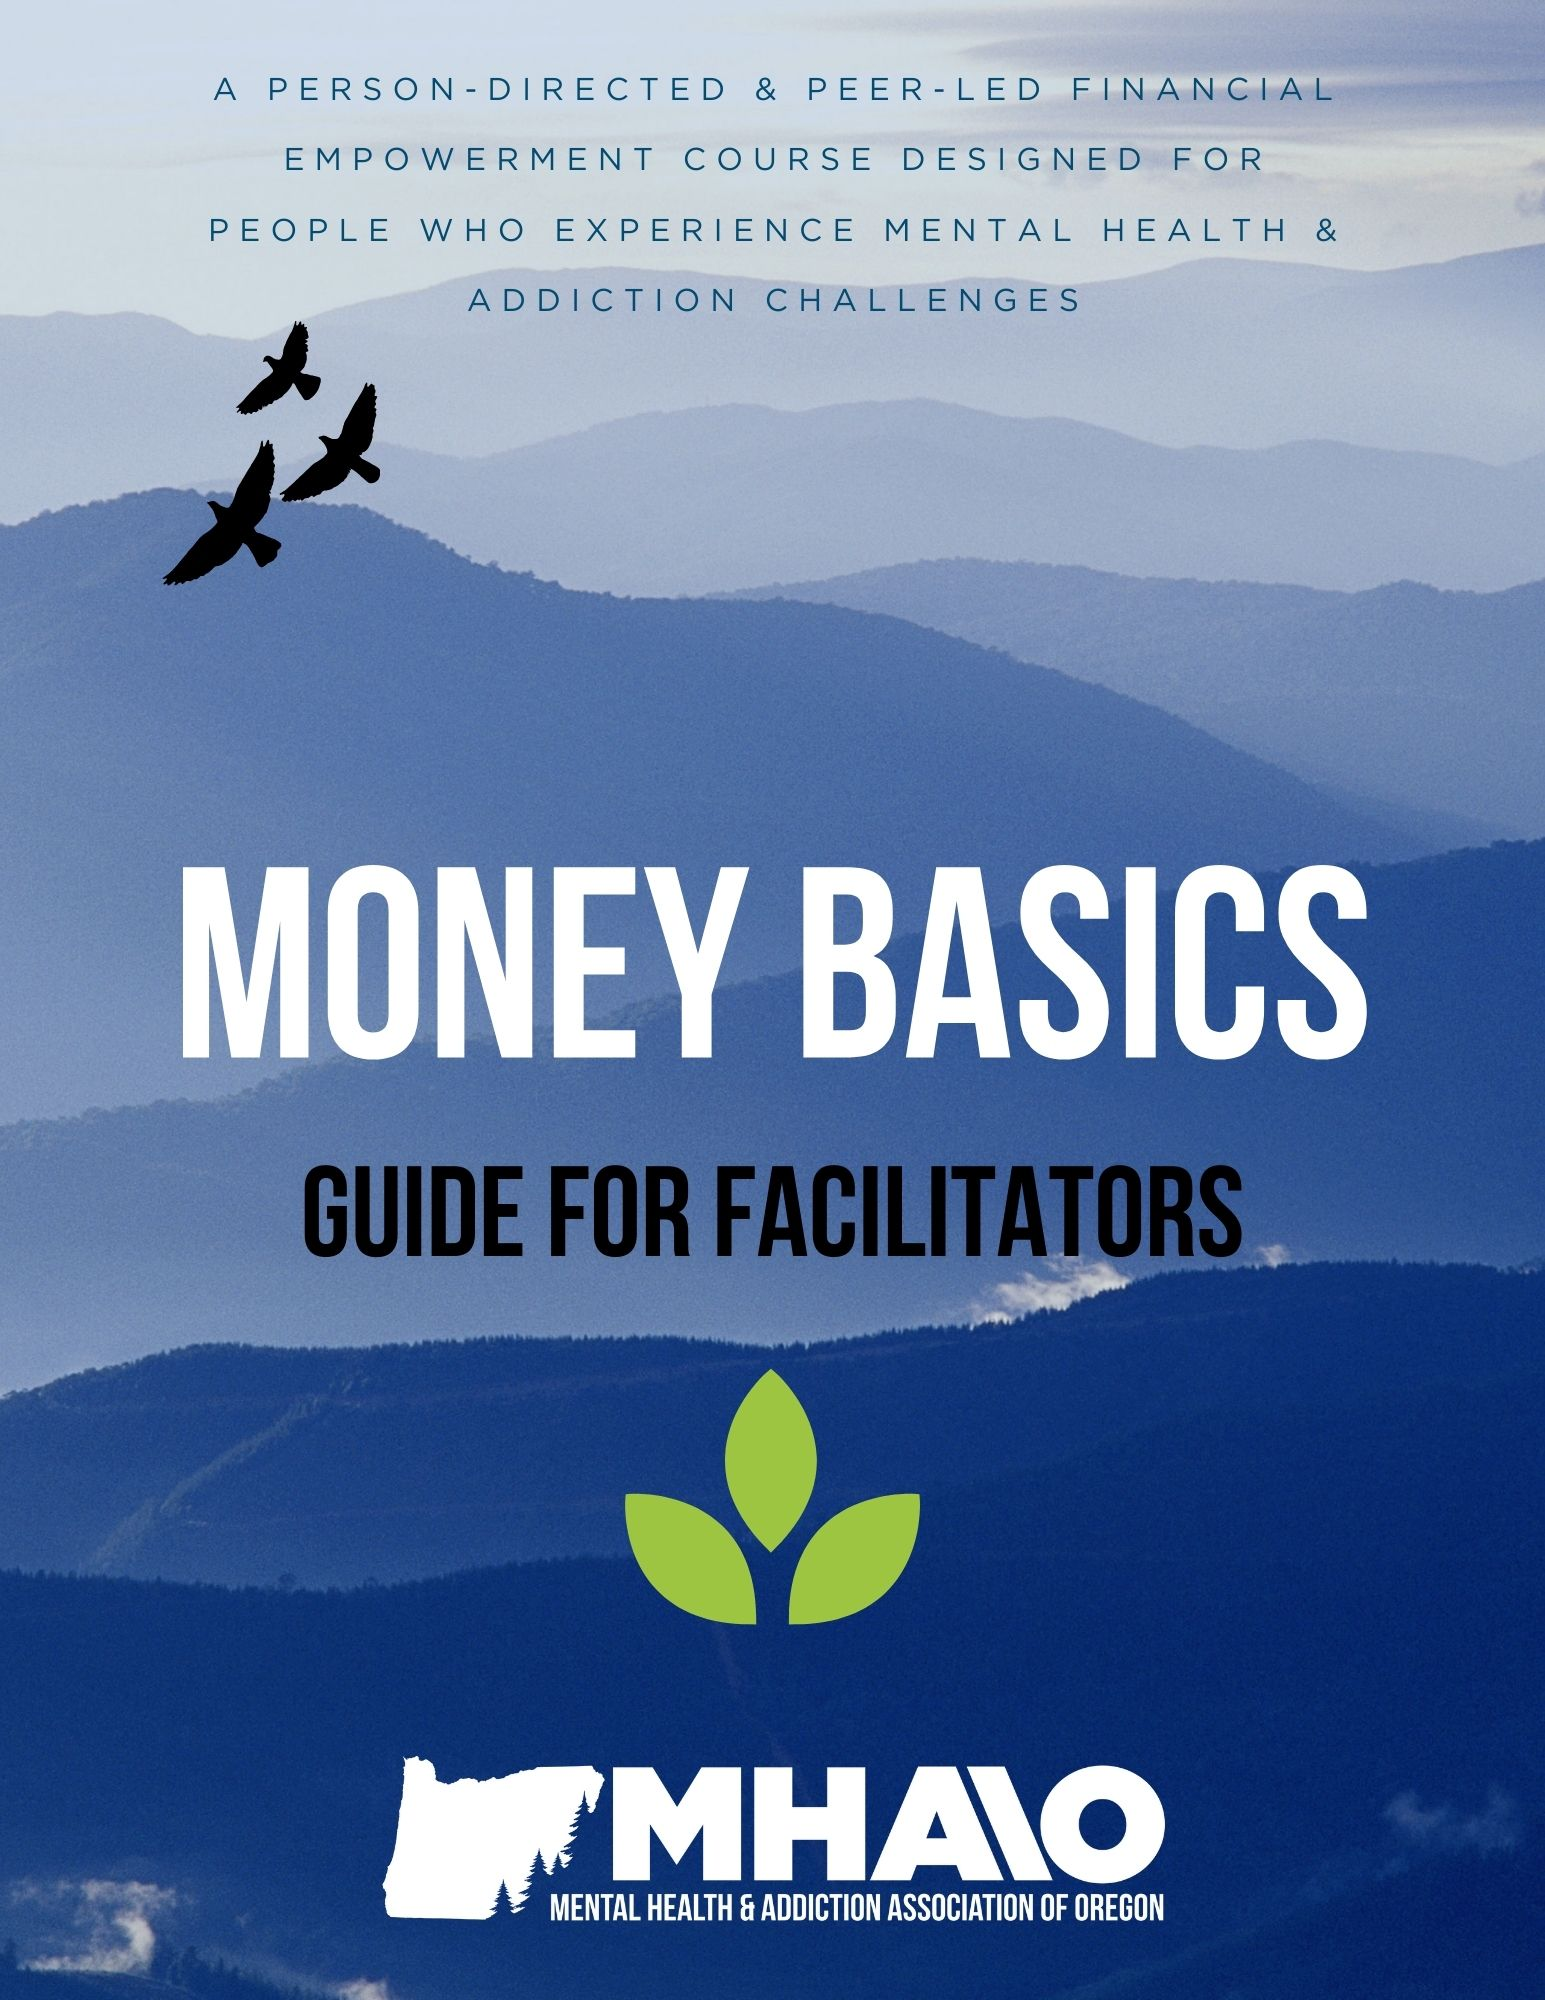 A PERSON-DIRECTED & PEER-LED FINANCIAL
EMPOWERMENT COURSE DESIGNED FOR
PEOPLE WHO EXPERIENCE MENTAL HEALTH &
ADDICTION CHALLENGES
MONEY BASICS
GUIDE FOR FACILITATORS
MHAAO
MENTAL HEALTH & ADDICTION ASSOCIATION OF OREGON